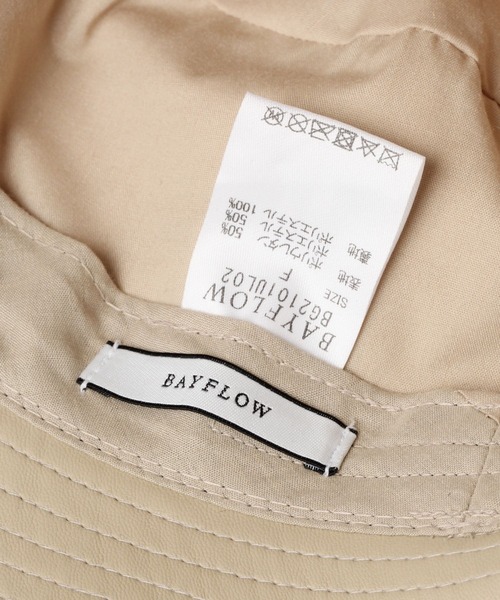 BAYFLOW
BG21O1UL02
SIZE F
表地 ポリウレタン 50%
ポリエステル 50%
裏地 ポリエステル 100%
BAYFLOW